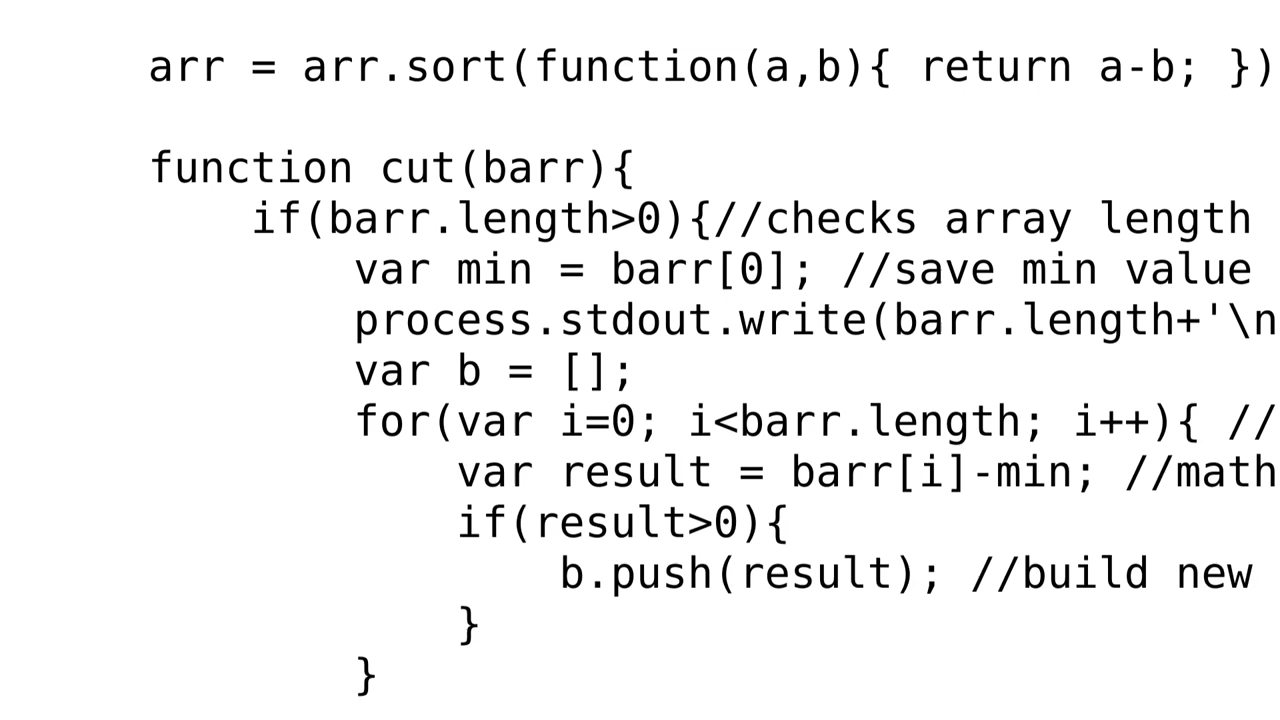 arr = arr.sort(function(a,b){ return a-b; })
function cut(barr){
if(barr.length>0){//checks array length
var min = barr[0]; //save min value
process.stdout.write(barr.length+'\n
var b = [];
for(var i=0; i<barr.length; i++){ //
var result = barr[i]-min; //math
if(result>0){
b.push(result); //build new
}
}